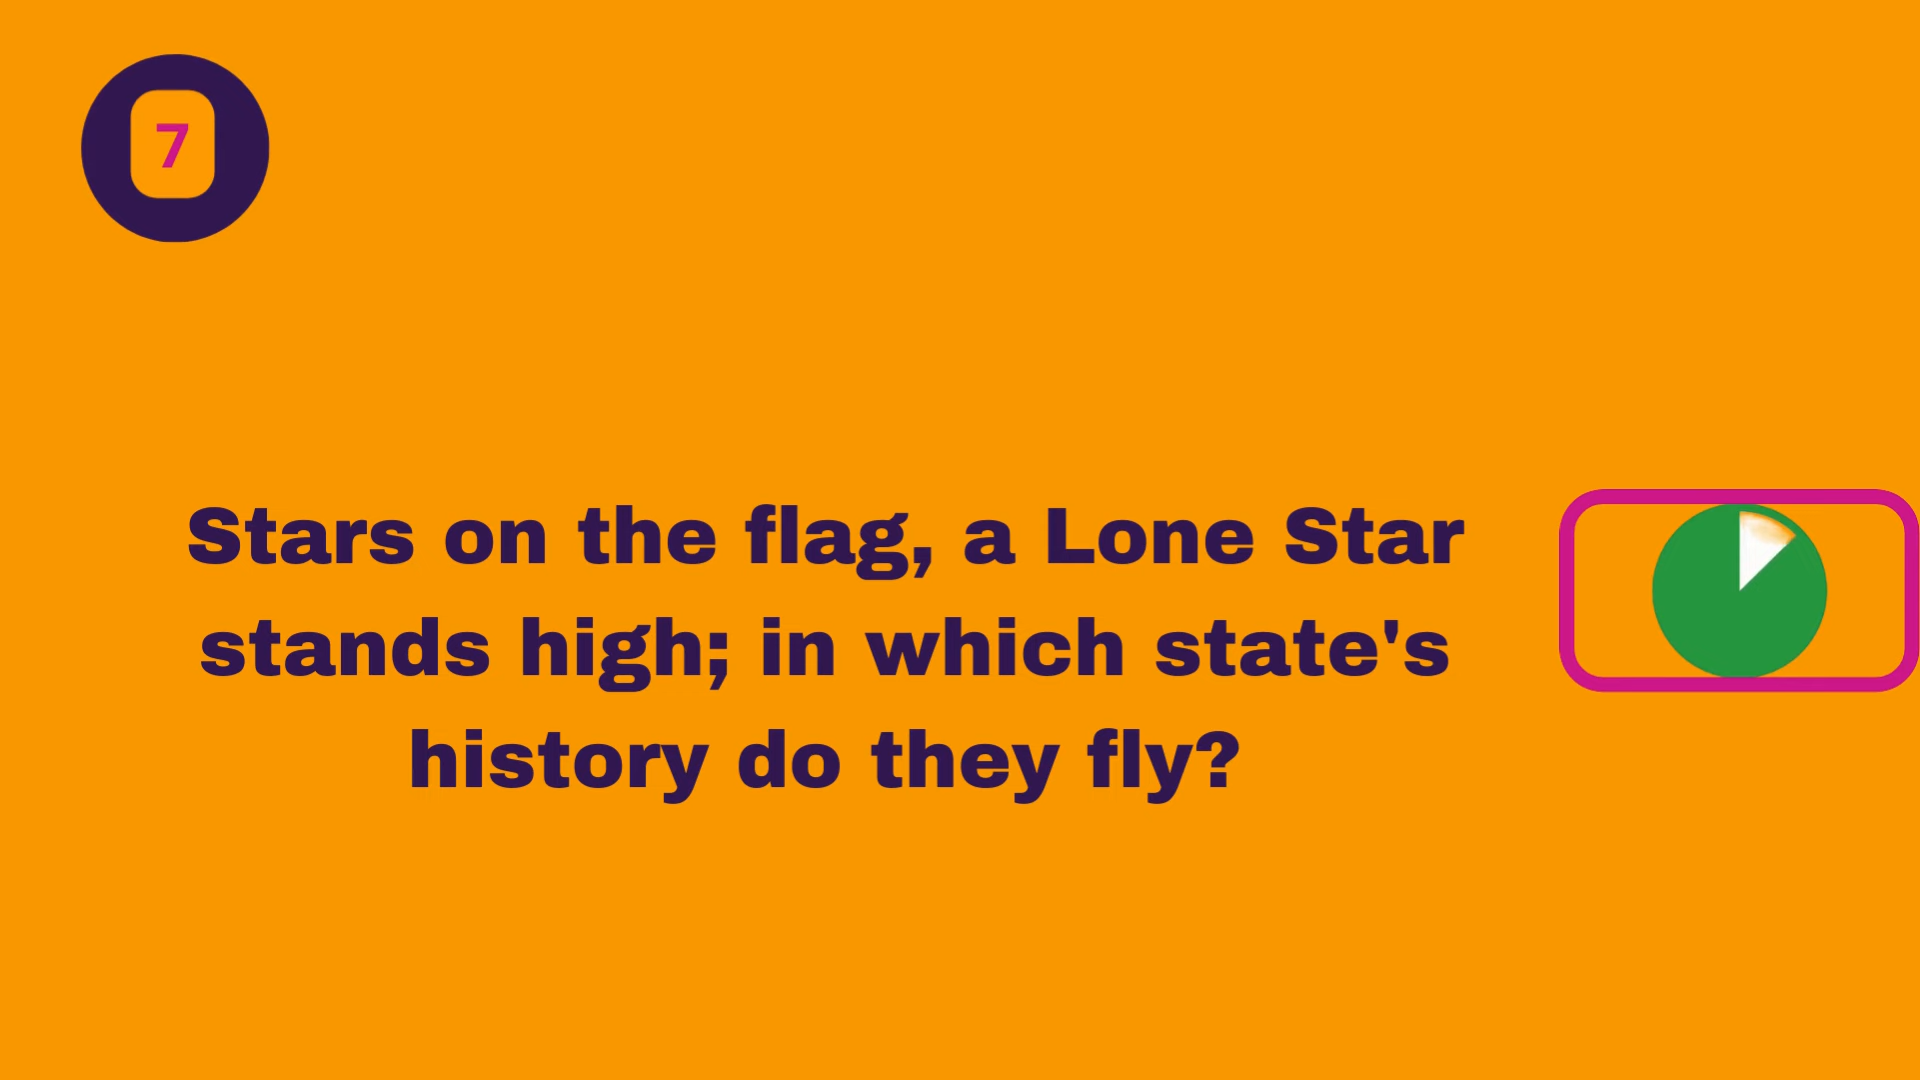 7
Stars on the flag, a Lone Star
stands high; in which state's
history do they fly?